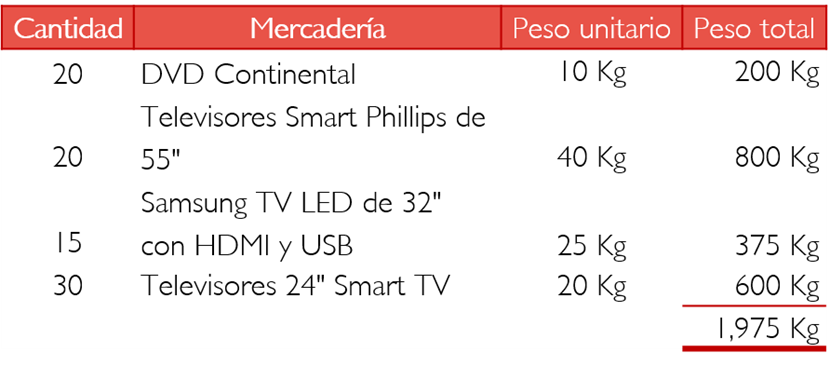 Cantidad Mercadería Peso unitario Peso total
20 DVD Continental 10 Kg 200 Kg
Televisores Smart Phillips de
20 55" 40 Kg 800 Kg
Samsung TV LED de 32"
15 con HDMI y USB 25 Kg 375 Kg
30 Televisores 24" Smart TV 20 Kg 600 Kg
1,975 Kg